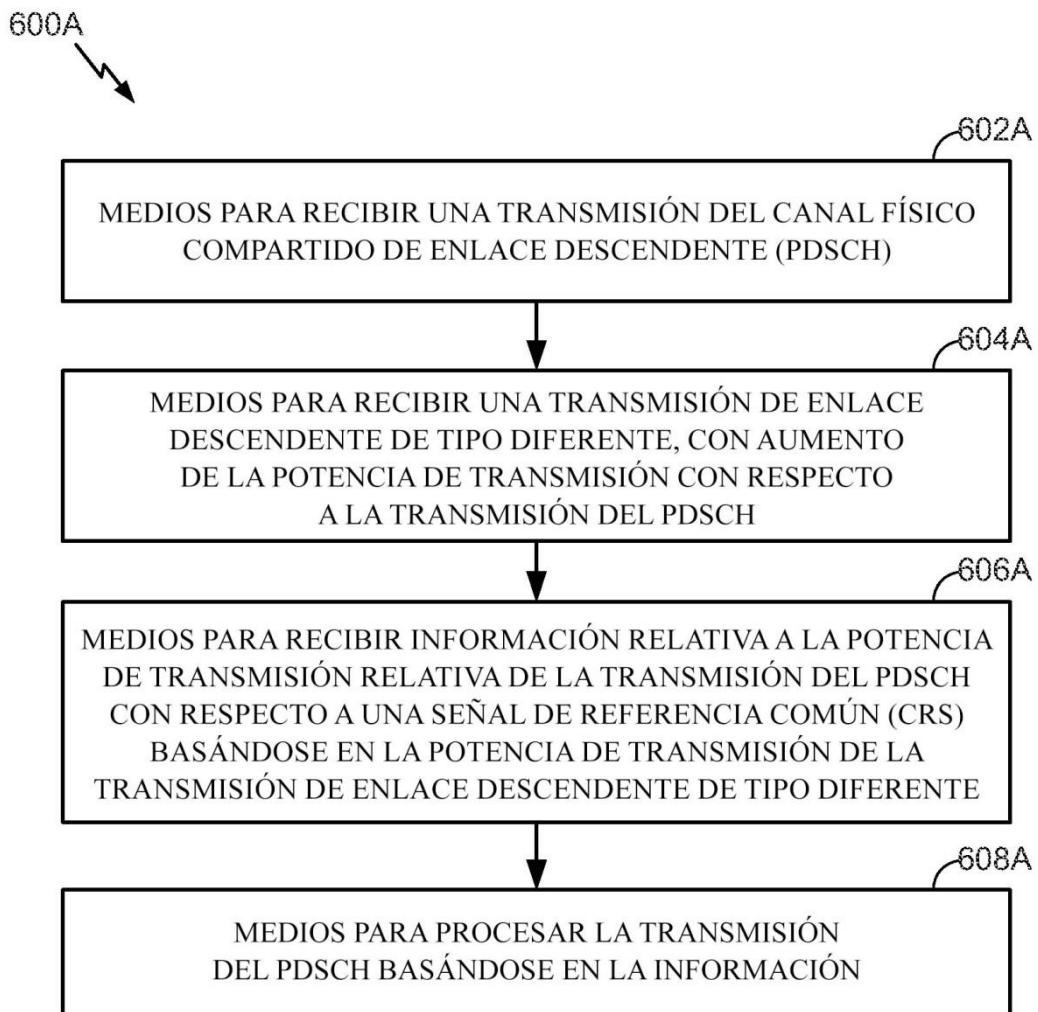 600A
602A
MEDIOS PARA RECIBIR UNA TRANSMISIÓN DEL CANAL FÍSICO
COMPARTIDO DE ENLACE DESCENDENTE (PDSCH)
604A
MEDIOS PARA RECIBIR UNA TRANSMISIÓN DE ENLACE
DESCENDENTE DE TIPO DIFERENTE, CON AUMENTO
DE LA POTENCIA DE TRANSMISIÓN CON RESPECTO
A LA TRANSMISIÓN DEL PDSCH
606A
MEDIOS PARA RECIBIR INFORMACIÓN RELATIVA A LA POTENCIA
DE TRANSMISIÓN RELATIVA DE LA TRANSMISIÓN DEL PDSCH
CON RESPECTO A UNA SEÑAL DE REFERENCIA COMÚN (CRS)
BASÁNDOSE EN LA POTENCIA DE TRANSMISIÓN DE LA
TRANSMISIÓN DE ENLACE DESCENDENTE DE TIPO DIFERENTE
608A
MEDIOS PARA PROCESAR LA TRANSMISIÓN
DEL PDSCH BASÁNDOSE EN LA INFORMACIÓN